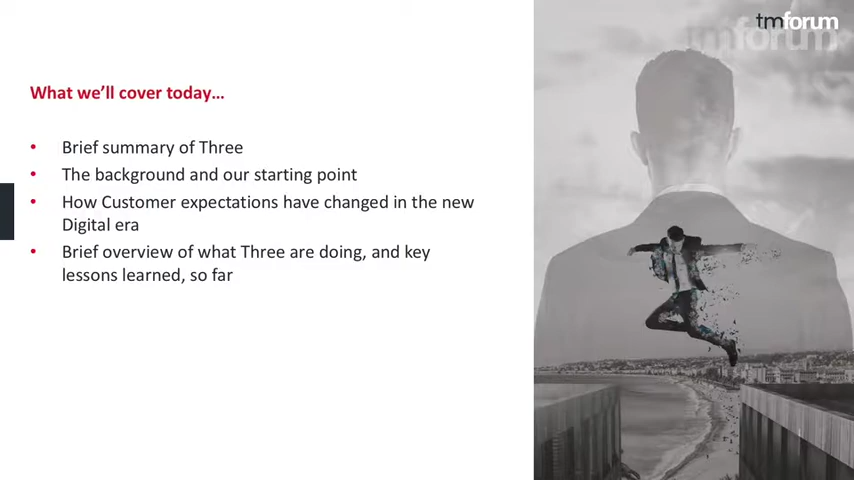 tmforum
tmforum
What we'll cover today...
• Brief summary of Three
• The background and our starting point
• How Customer expectations have changed in the new
Digital era
• Brief overview of what Three are doing, and key
lessons learned, so far